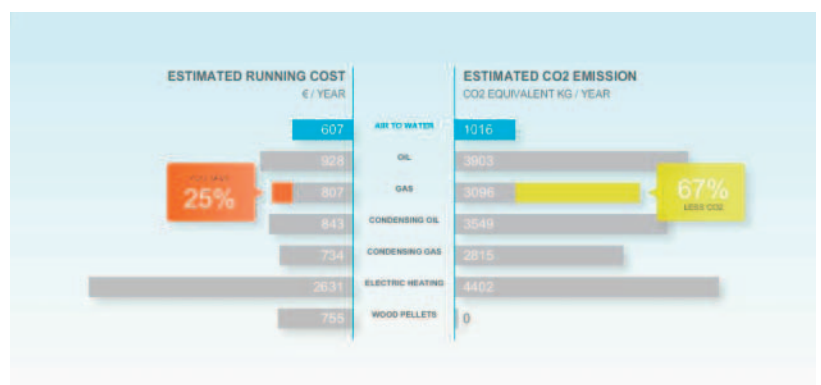 ESTIMATED RUNNING COST
€ / YEAR
ESTIMATED CO2 EMISSION
CO2 EQUIVALENT KG / YEAR
607 AIR TO WATER 1016
928 OIL 3903
25%
807 GAS 3096
67%
LESS CO2
843 CONDENSING OIL 3549
734 CONDENSING GAS 2815
2631 ELECTRIC HEATING 4402
755 WOOD PELLETS 0